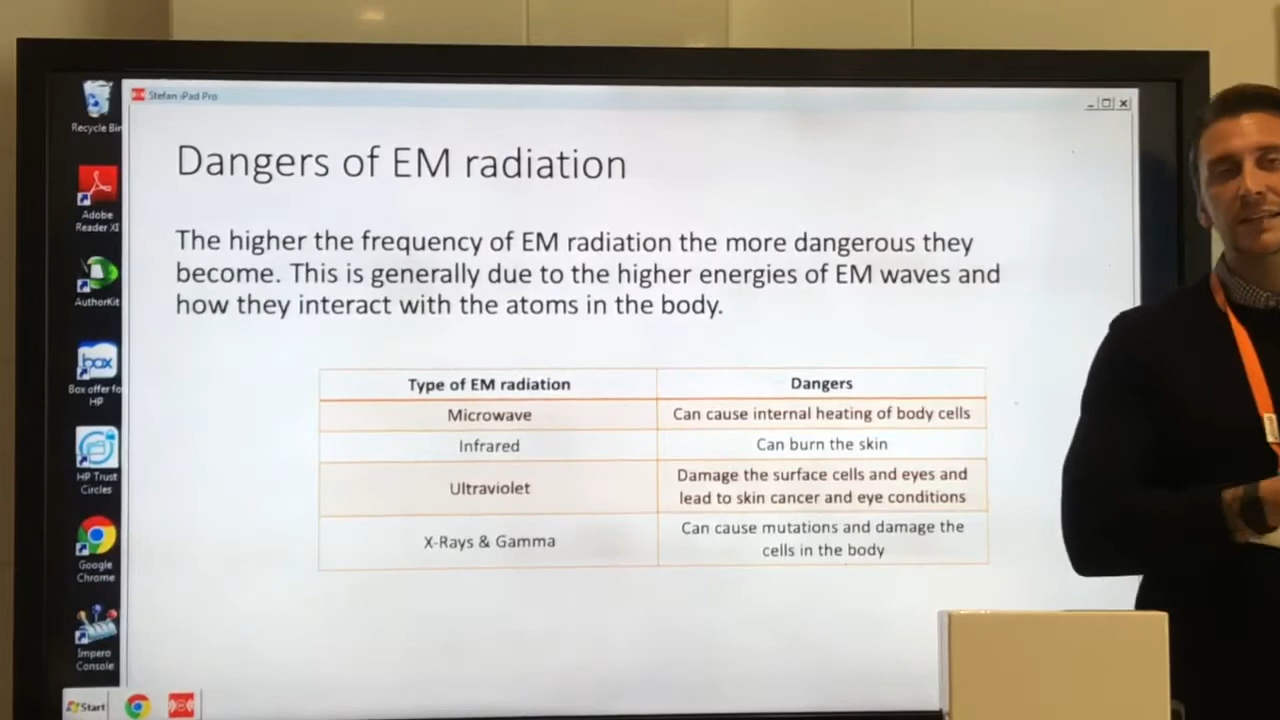 Stefan iPad Pro
Recycle Bin
Adobe
Reader XI
AuthorKit
box
Box offer fo
HP
HP Trust
Circles
Google
Chrome
Impero
Console
Start
Dangers of EM radiation
The higher the frequency of EM radiation the more dangerous they
become. This is generally due to the higher energies of EM waves and
how they interact with the atoms in the body.
Type of EM radiation Dangers
Microwave Can cause internal heating of body cells
Infrared Can burn the skin
Ultraviolet Damage the surface cells and eyes and
lead to skin cancer and eye conditions
X-Rays & Gamma Can cause mutations and damage the
cells in the body